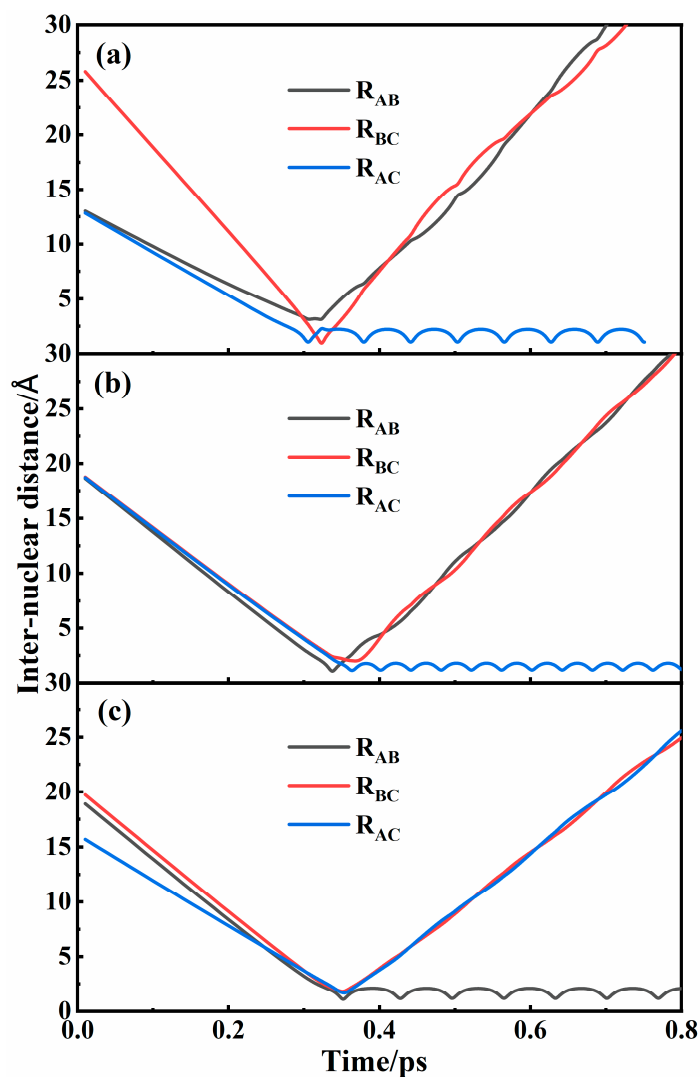 30
(a)
25
20
15
10
5
R_AB
R_BC
R_AC
30
(b)
25
20
15
10
5
R_AB
R_BC
R_AC
30
(c)
25
20
15
10
5
0
R_AB
R_BC
R_AC
Inter-nuclear distance/Å
0.0 0.2 0.4 0.6 0.8
Time/ps